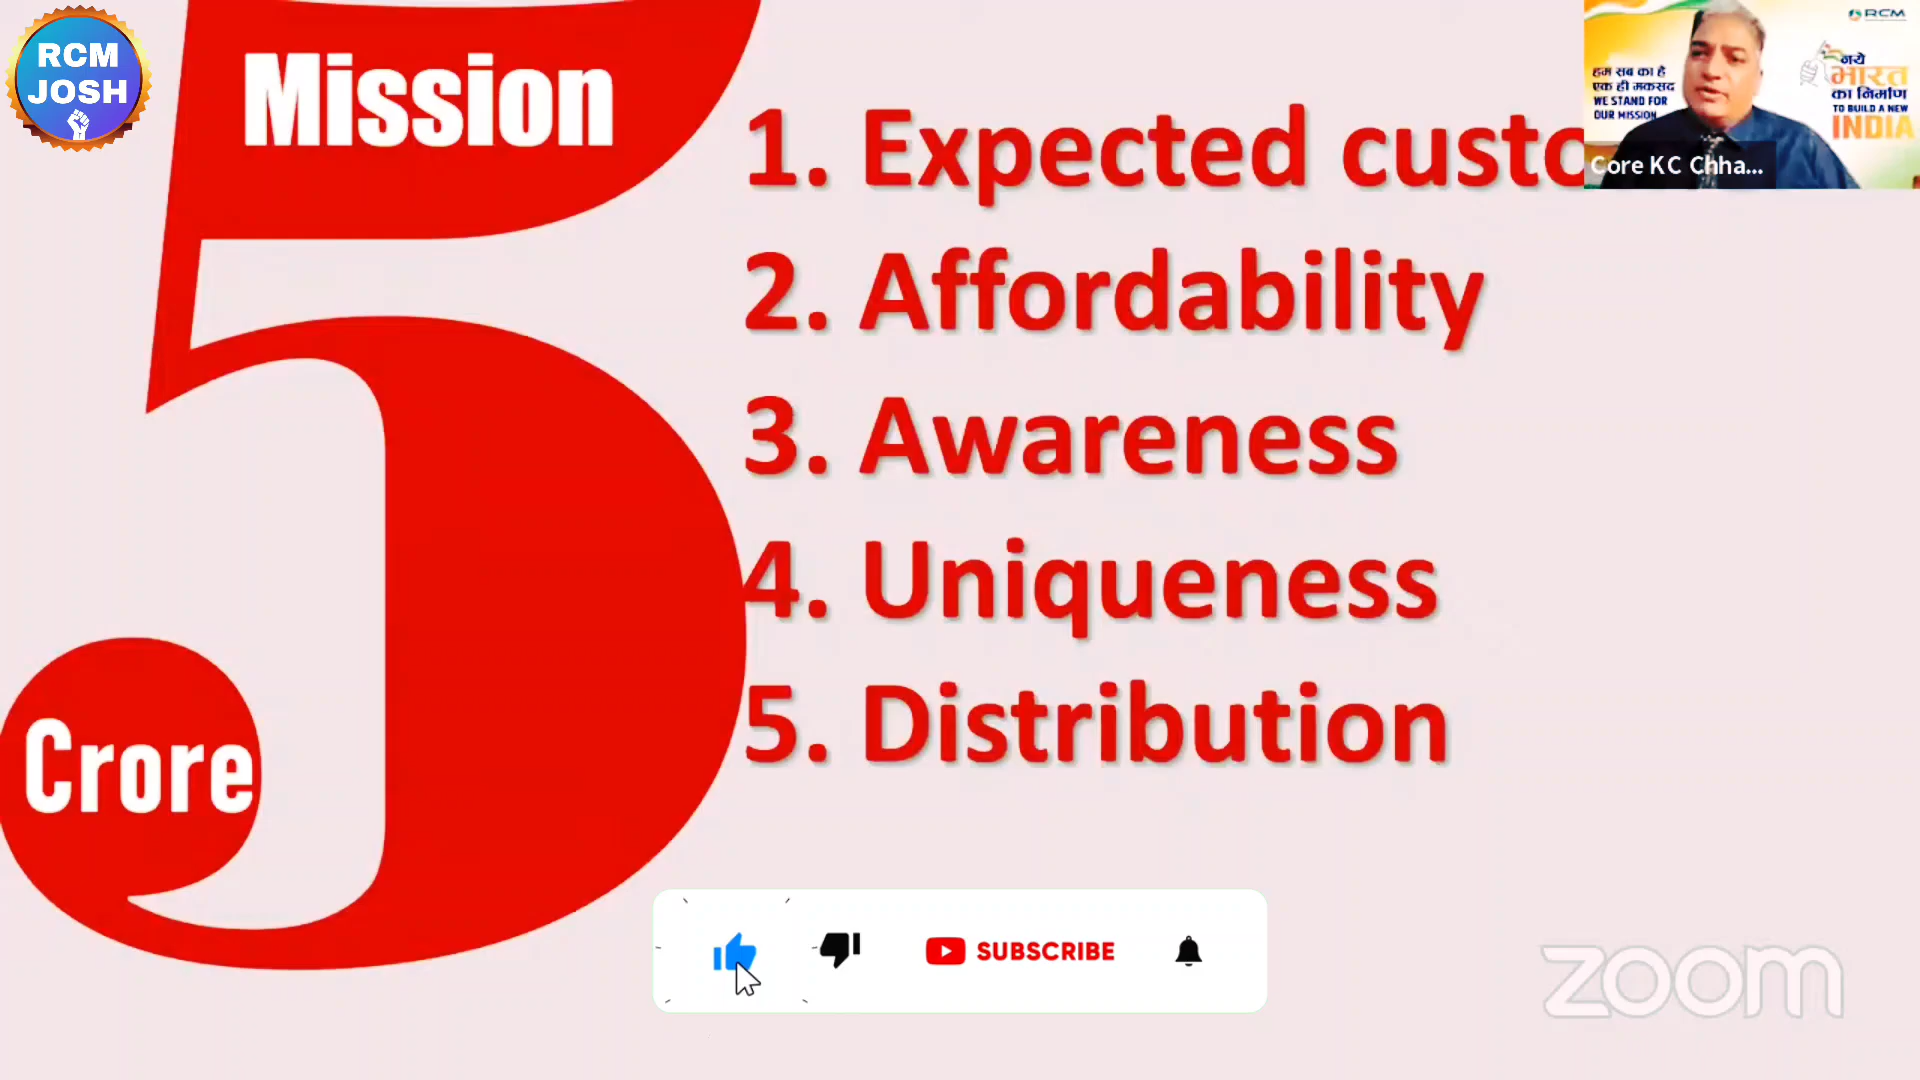 RCM
JOSH
Mission
5
Crore
1. Expected custo
2. Affordability
3. Awareness
4. Uniqueness
5. Distribution
RCM
हम सब का है
एक ही मकसद
WE STAND FOR
OUR MISSION
नये
भारत
का निर्माण
TO BUILD A NEW
INDIA
Core KC Chha...
SUBSCRIBE
zoom